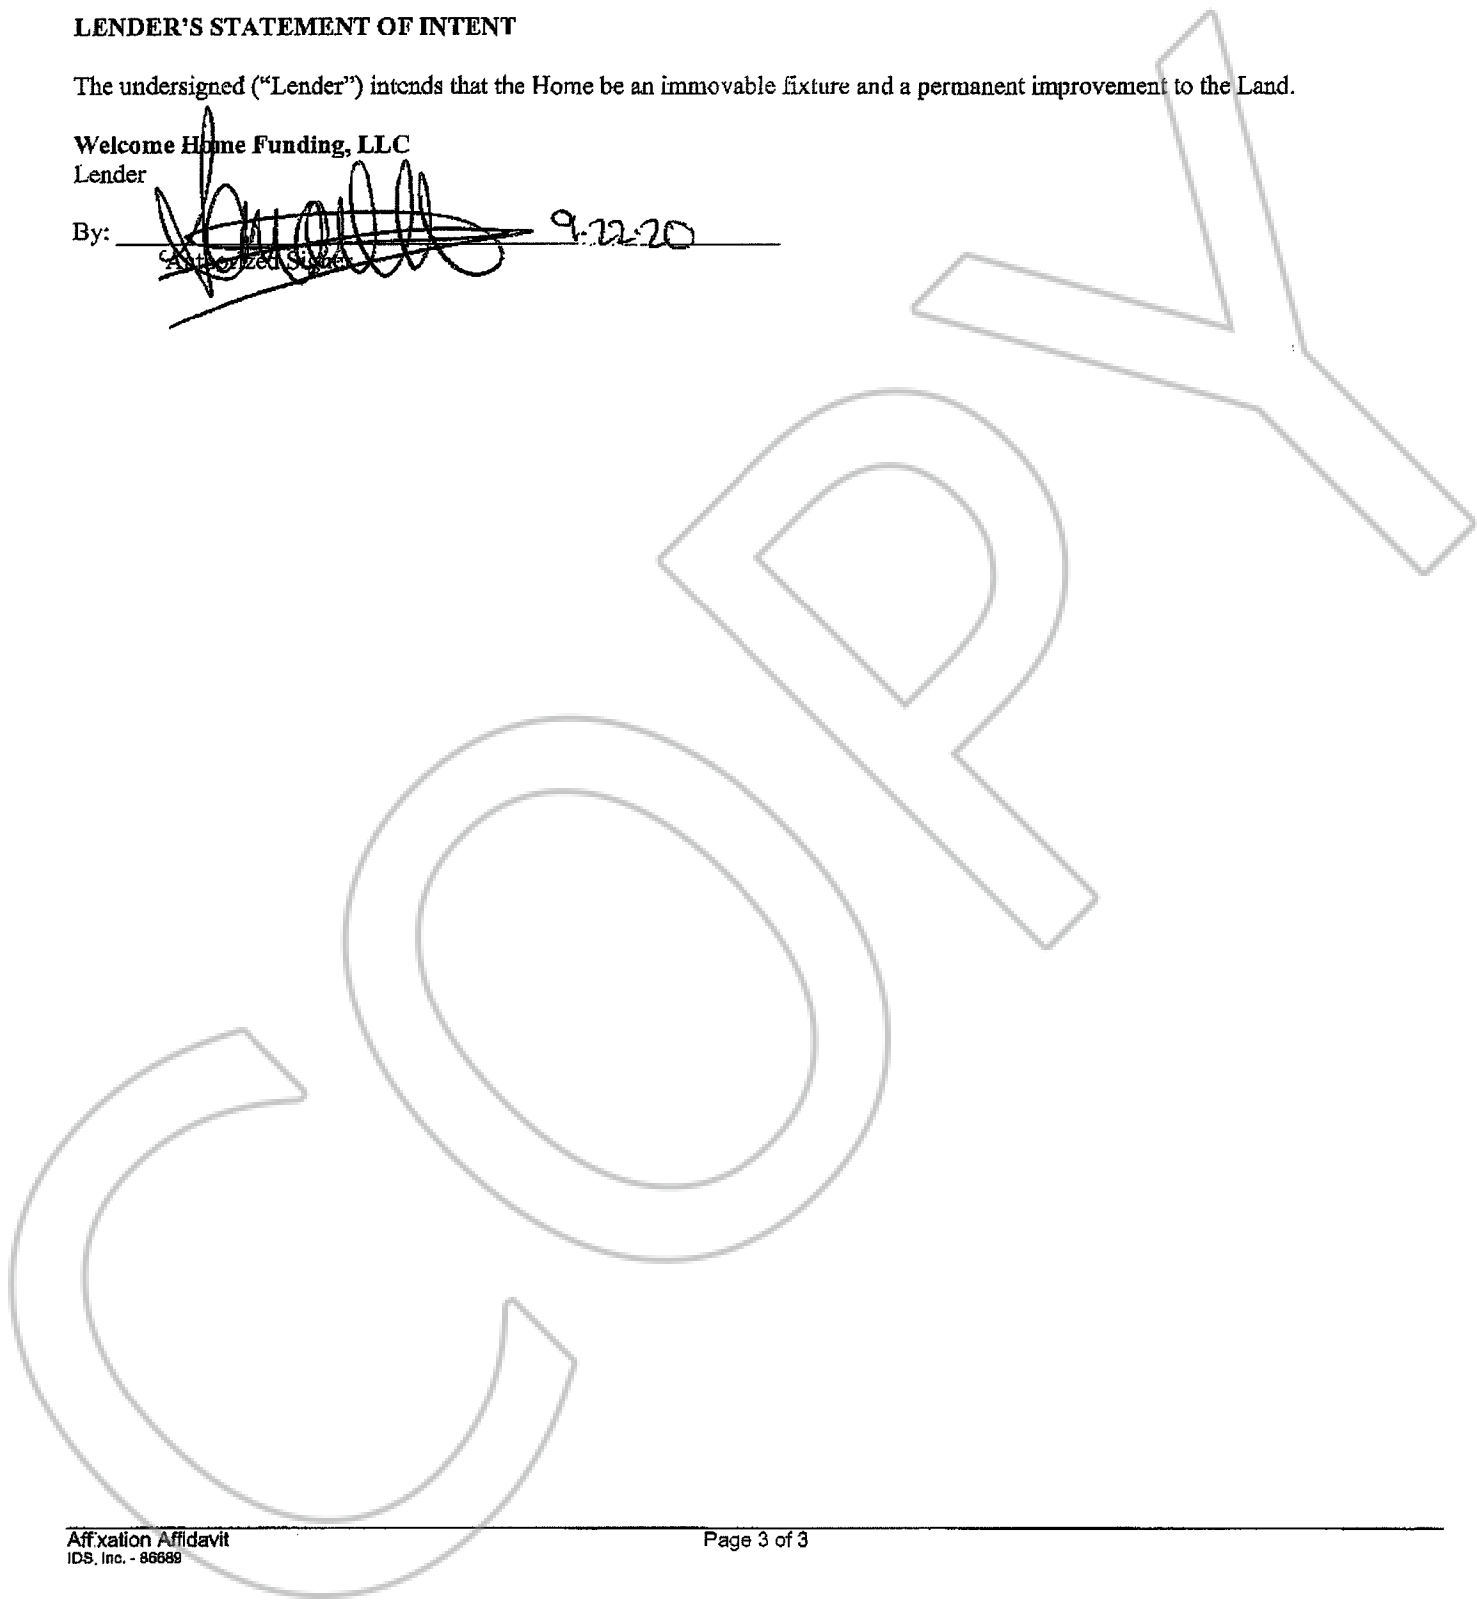 LENDER'S STATEMENT OF INTENT
The undersigned (“Lender”) intends that the Home be an immovable fixture and a permanent improvement to the Land.
Welcome Home Funding, LLC
Lender
By: 9-22-20
Authorized Signer
COPY
Affixation Affidavit Page 3 of 3
IDS, Inc. - 86689